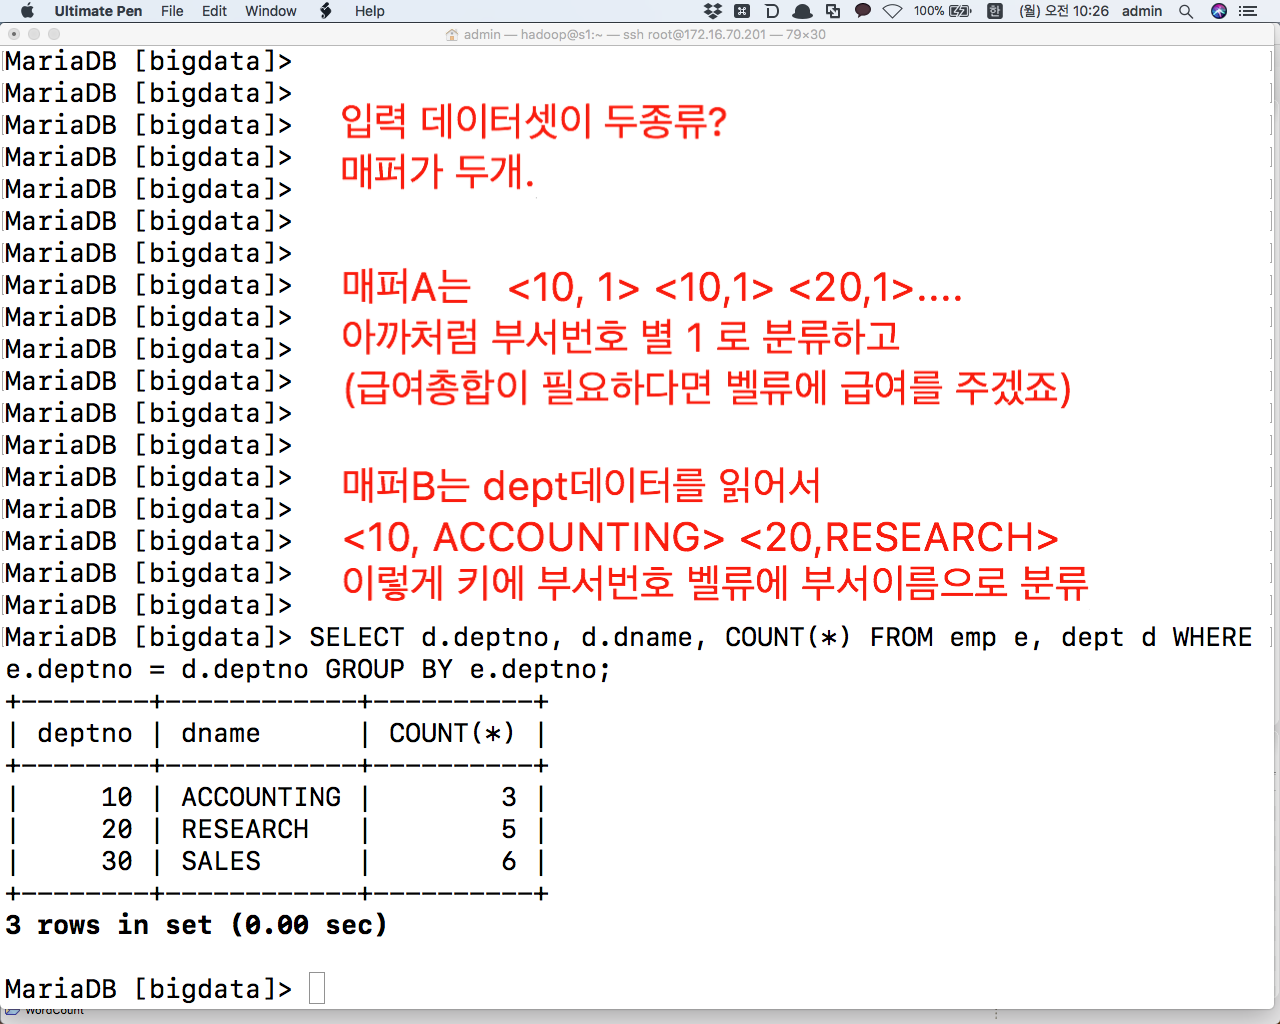 Ultimate Pen File Edit Window Help 100% 한 (월) 오전 10:26 admin
admin — hadoop@s1:~ — ssh root@172.16.70.201 — 79×30
MariaDB [bigdata]>
MariaDB [bigdata]>
MariaDB [bigdata]>
입력 데이터셋이 두종류?
MariaDB [bigdata]>
매퍼가 두개.
MariaDB [bigdata]>
MariaDB [bigdata]>
MariaDB [bigdata]>
MariaDB [bigdata]>
매퍼A는 <10, 1> <10,1> <20,1>....
MariaDB [bigdata]>
MariaDB [bigdata]>
아까처럼 부서번호 별 1 로 분류하고
MariaDB [bigdata]>
(급여총합이 필요하다면 벨류에 급여를 주겠죠)
MariaDB [bigdata]>
MariaDB [bigdata]>
MariaDB [bigdata]>
매퍼B는 dept데이터를 읽어서
MariaDB [bigdata]>
MariaDB [bigdata]>
<10, ACCOUNTING> <20,RESEARCH>
MariaDB [bigdata]>
이렇게 키에 부서번호 벨류에 부서이름으로 분류
MariaDB [bigdata]>
MariaDB [bigdata]> SELECT d.deptno, d.dname, COUNT(*) FROM emp e, dept d WHERE
e.deptno = d.deptno GROUP BY e.deptno;
+--------+------------+----------+
| deptno | dname      | COUNT(*) |
+--------+------------+----------+
|     10 | ACCOUNTING |        3 |
|     20 | RESEARCH   |        5 |
|     30 | SALES      |        6 |
+--------+------------+----------+
3 rows in set (0.00 sec)
MariaDB [bigdata]>
WordCount